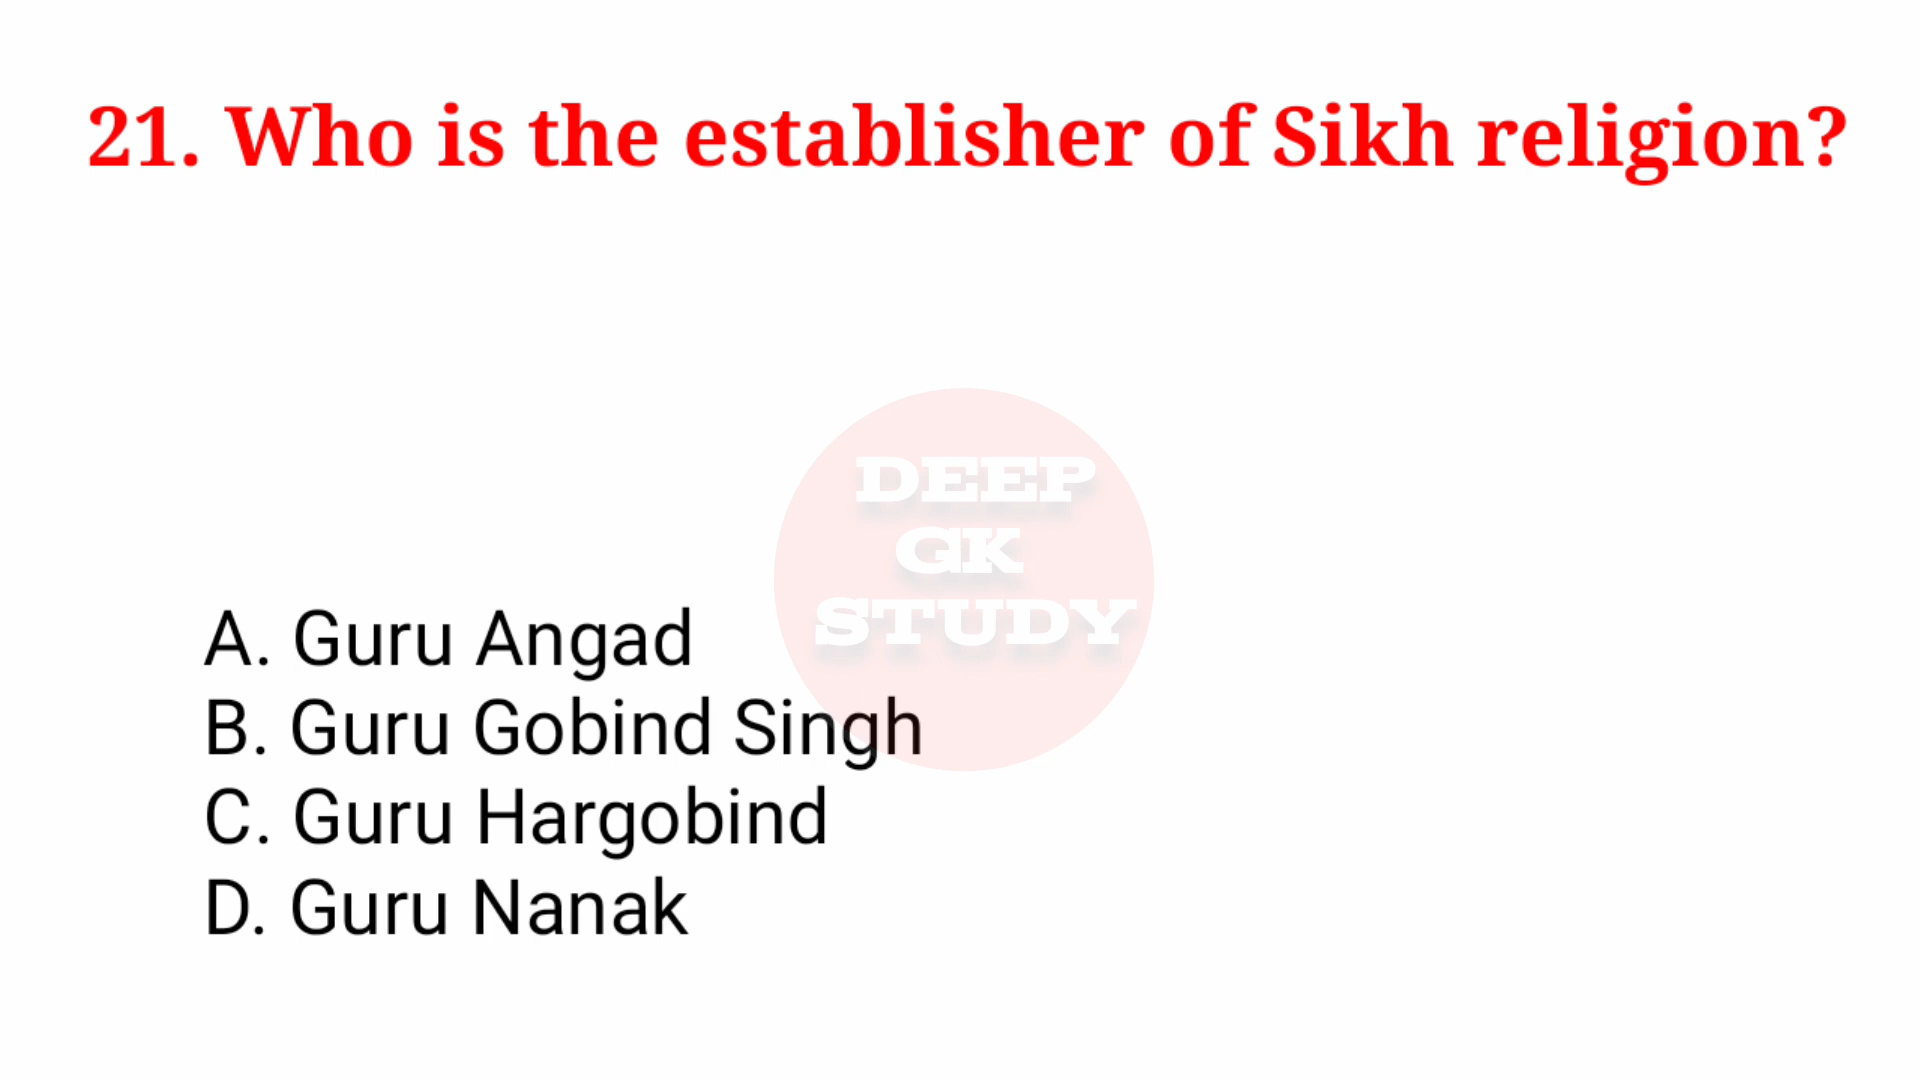 21. Who is the establisher of Sikh religion?
DEEP
GK
STUDY
A. Guru Angad
B. Guru Gobind Singh
C. Guru Hargobind
D. Guru Nanak